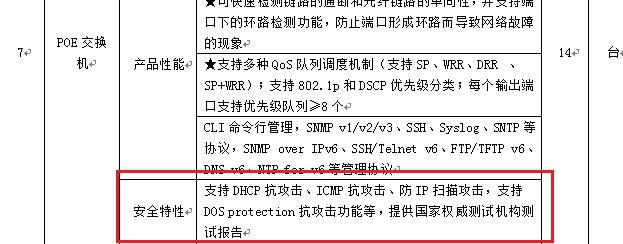 ★可快速检测链路的通断和光纤链路的单向性，并支持端
口下的环路检测功能，防止端口形成环路而导致网络故障
的现象
7
POE 交换
机
产品性能
★支持多种 QoS 队列调度机制（支持 SP、WRR、DRR 、
SP+WRR）；支持 802.1p 和 DSCP 优先级分类；每个输出端
口支持优先级队列≥8 个
14
台
CLI 命令行管理，SNMP v1/v2/v3、SSH、Syslog、SNTP 等
协议，SNMP over IPv6、SSH/Telnet v6、FTP/TFTP v6、
DNS v6、NTP for v6 等管理协议
安全特性
支持 DHCP 抗攻击、ICMP 抗攻击、防 IP 扫描攻击，支持
DOS protection 抗攻击功能等，提供国家权威测试机构测
试报告